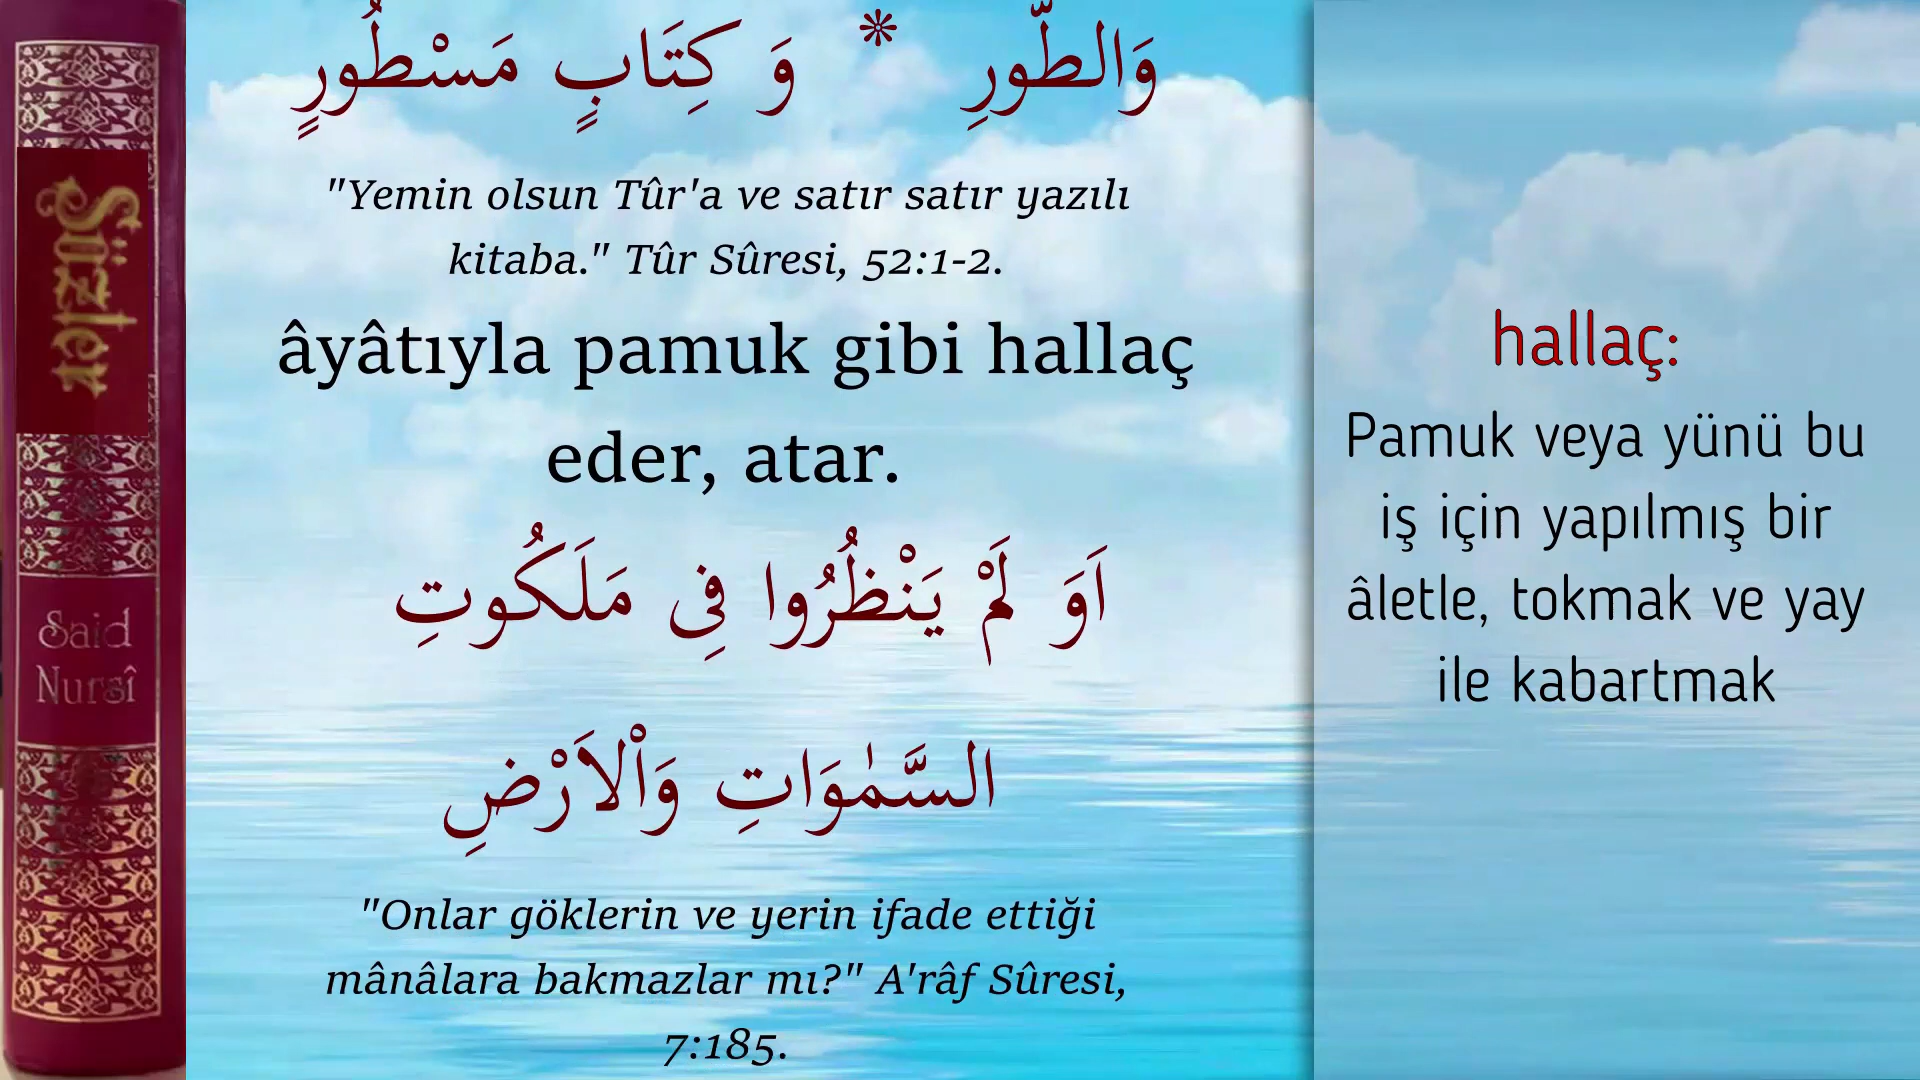 Sözler
Said
Nursî
وَالطُّورِ * وَ كِتَابٍ مَسْطُورٍ
"Yemin olsun Tûr'a ve satır satır yazılı
kitaba." Tûr Sûresi, 52:1-2.
âyâtıyla pamuk gibi hallaç
eder, atar.
اَوَ لَمْ يَنْظُرُوا فِى مَلَكُوتِ
السَّمٰوَاتِ وَاْلاَرْضِ
"Onlar göklerin ve yerin ifade ettiği
mânâlara bakmazlar mı?" A'râf Sûresi,
7:185.
hallaç:
Pamuk veya yünü bu
iş için yapılmış bir
âletle, tokmak ve yay
ile kabartmak